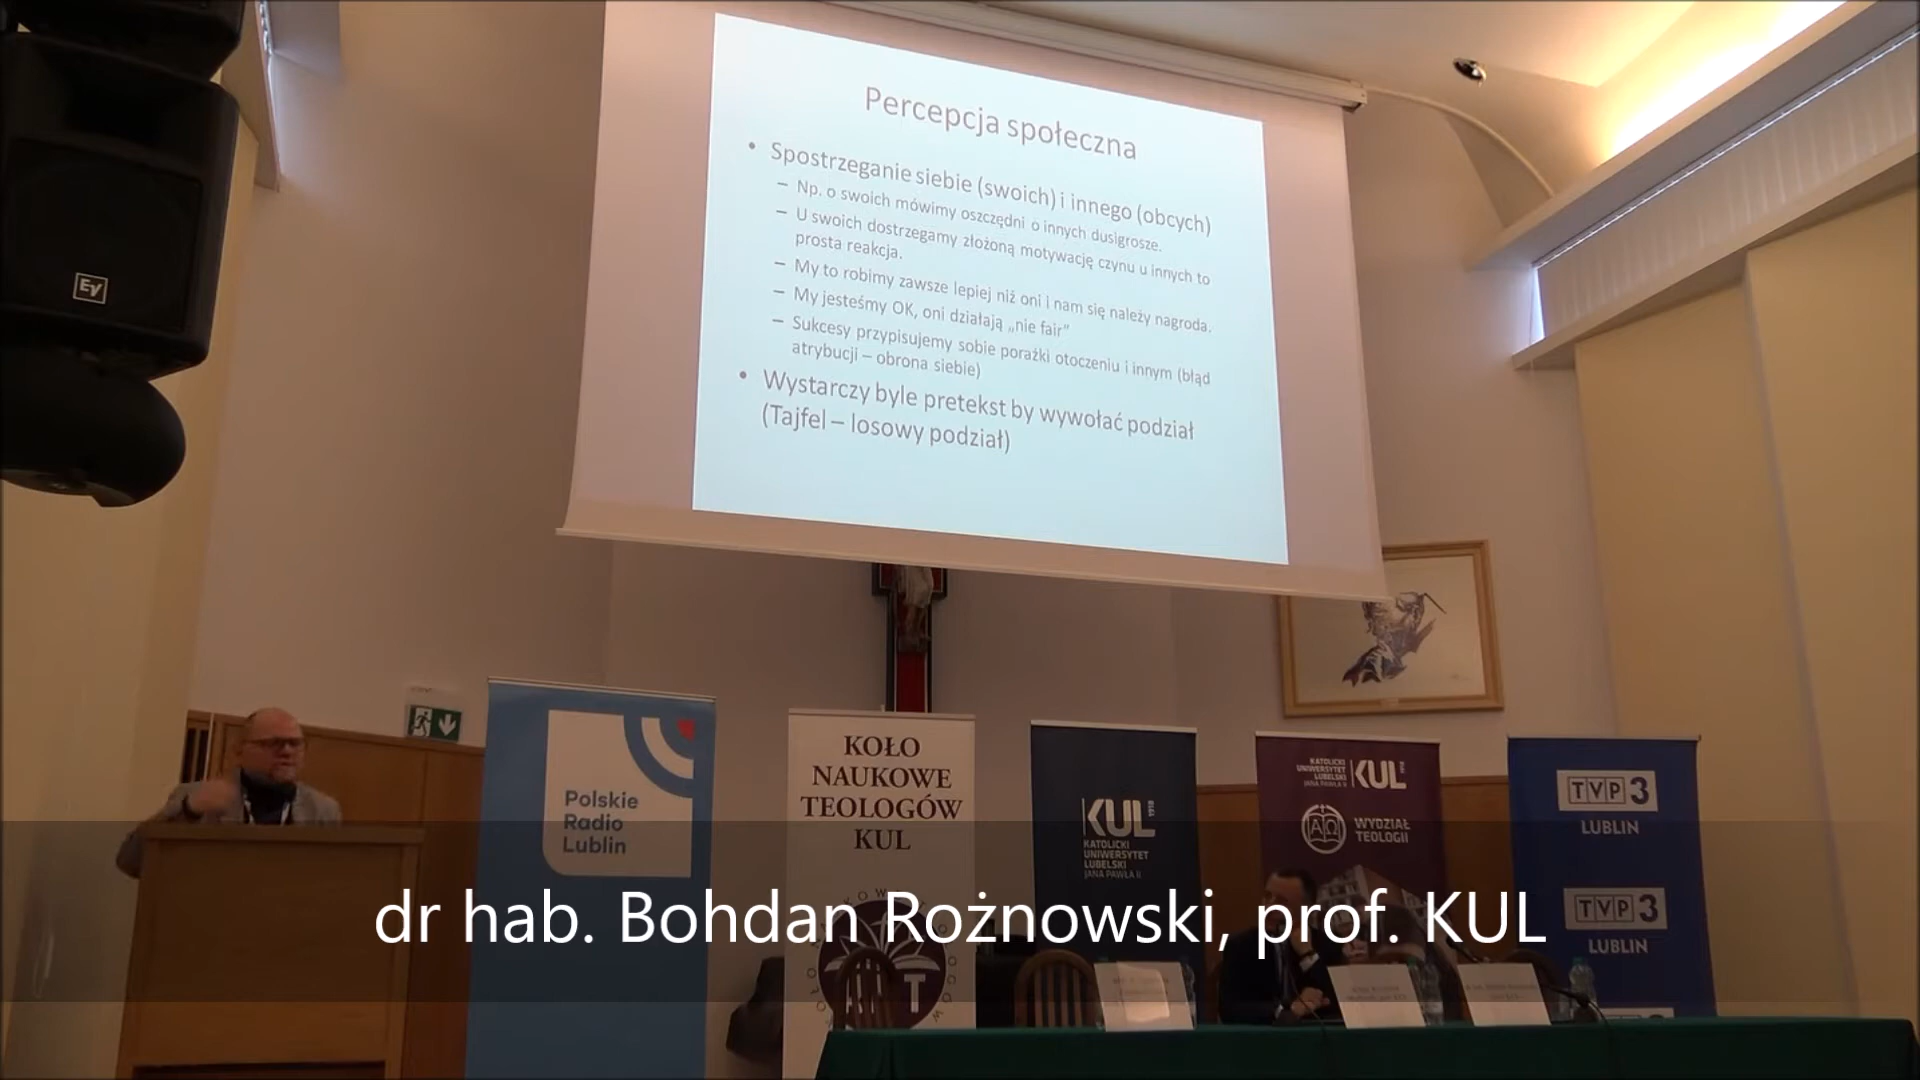 Percepcja społeczna
• Spostrzeganie siebie (swoich) i innego (obcych)
– Np. o swoich mówimy oszczędni o innych dusigrosze.
– U swoich dostrzegamy złożoną motywację czynu u innych to
prosta reakcja.
– My to robimy zawsze lepiej niż oni i nam się należy nagroda.
– My jesteśmy OK, oni działają „nie fair”
– Sukcesy przypisujemy sobie porażki otoczeniu i innym (błąd
atrybucji – obrona siebie)
• Wystarczy byle pretekst by wywołać podział
(Tajfel – losowy podział)
EV
Polskie
Radio
Lublin
KOŁO
NAUKOWE
TEOLOGÓW
KUL
KUL 1918
KATOLICKI
UNIWERSYTET
LUBELSKI
JANA PAWŁA II
KATOLICKI
UNIWERSYTET
LUBELSKI
JANA PAWŁA II
KUL
ΑΩ
WYDZIAŁ
TEOLOGII
TVP3
LUBLIN
TVP3
LUBLIN
dr hab. Bohdan Rożnowski, prof. KUL